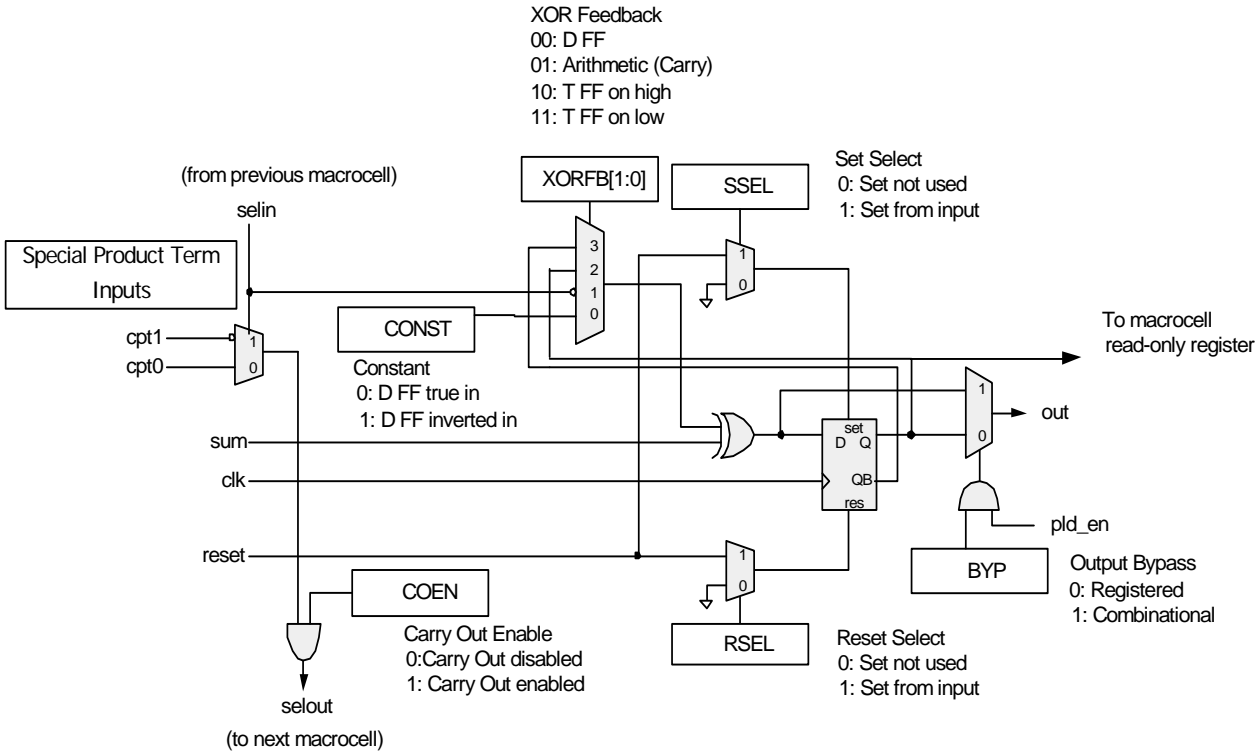 XOR Feedback
00: D FF
01: Arithmetic (Carry)
10: T FF on high
11: T FF on low
(from previous macrocell)
selin
XORFB[1:0]
SSEL
Set Select
0: Set not used
1: Set from input
Special Product Term
Inputs
3
2
1
0
1
0
cpt1
cpt0
1
0
CONST
Constant
0: D FF true in
1: D FF inverted in
To macrocell
read-only register
1
0
out
sum
set
D
Q
clk
QB
res
pld_en
reset
1
0
BYP
Output Bypass
0: Registered
1: Combinational
COEN
Carry Out Enable
0:Carry Out disabled
1: Carry Out enabled
RSEL
Reset Select
0: Set not used
1: Set from input
selout
(to next macrocell)